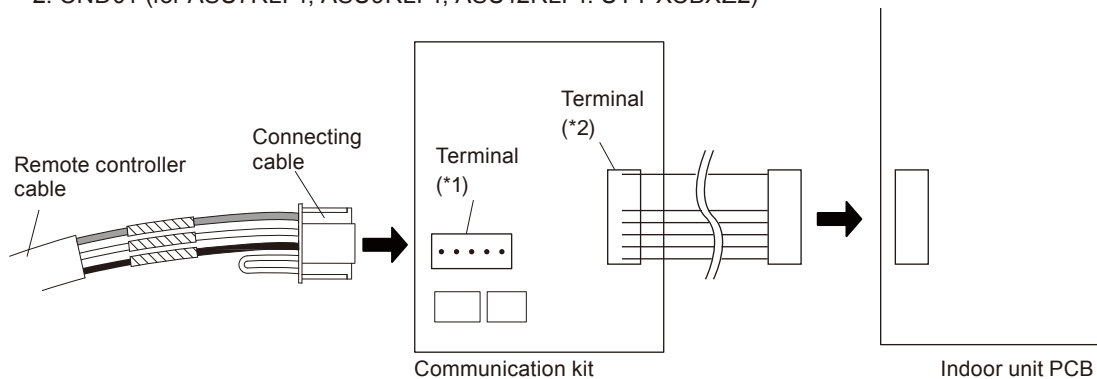 Terminal
(*2)
Connecting
cable
Terminal
(*1)
Remote controller
cable
Communication kit
Indoor unit PCB